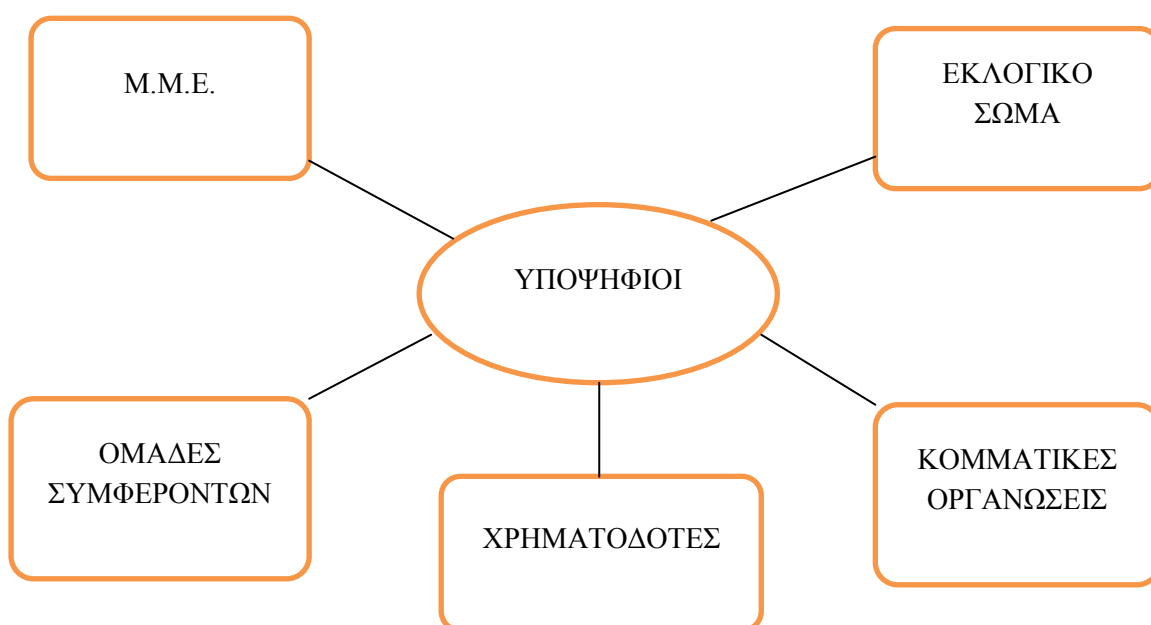 Μ.Μ.Ε.
ΕΚΛΟΓΙΚΟ
ΣΩΜΑ
ΥΠΟΨΗΦΙΟΙ
ΟΜΑΔΕΣ
ΣΥΜΦΕΡΟΝΤΩΝ
ΧΡΗΜΑΤΟΔΟΤΕΣ
ΚΟΜΜΑΤΙΚΕΣ
ΟΡΓΑΝΩΣΕΙΣ